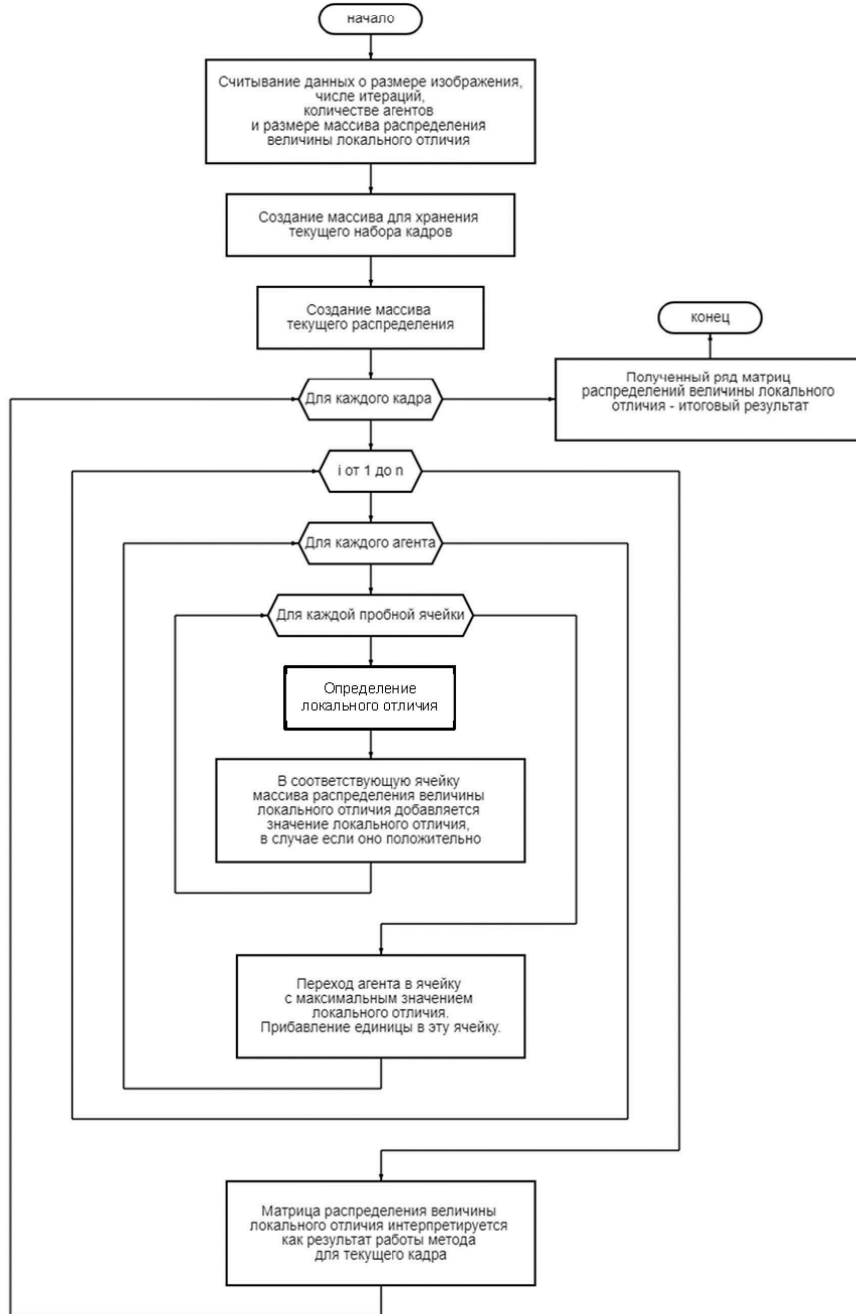 начало
Считывание данных о размере изображения,
числе итераций,
количестве агентов
и размере массива распределения
величины локального отличия
Создание массива для хранения
текущего набора кадров
Создание массива
текущего распределения
конец
Полученный ряд матриц
распределений величины локального
отличия - итоговый результат
Для каждого кадра
i от 1 до n
Для каждого агента
Для каждой пробной ячейки
Определение
локального отличия
В соответствующую ячейку
массива распределения величины
локального отличия добавляется
значение локального отличия,
в случае если оно положительно
Переход агента в ячейку
с максимальным значением
локального отличия.
Прибавление единицы в эту ячейку.
Матрица распределения величины
локального отличия интерпретируется
как результат работы метода
для текущего кадра